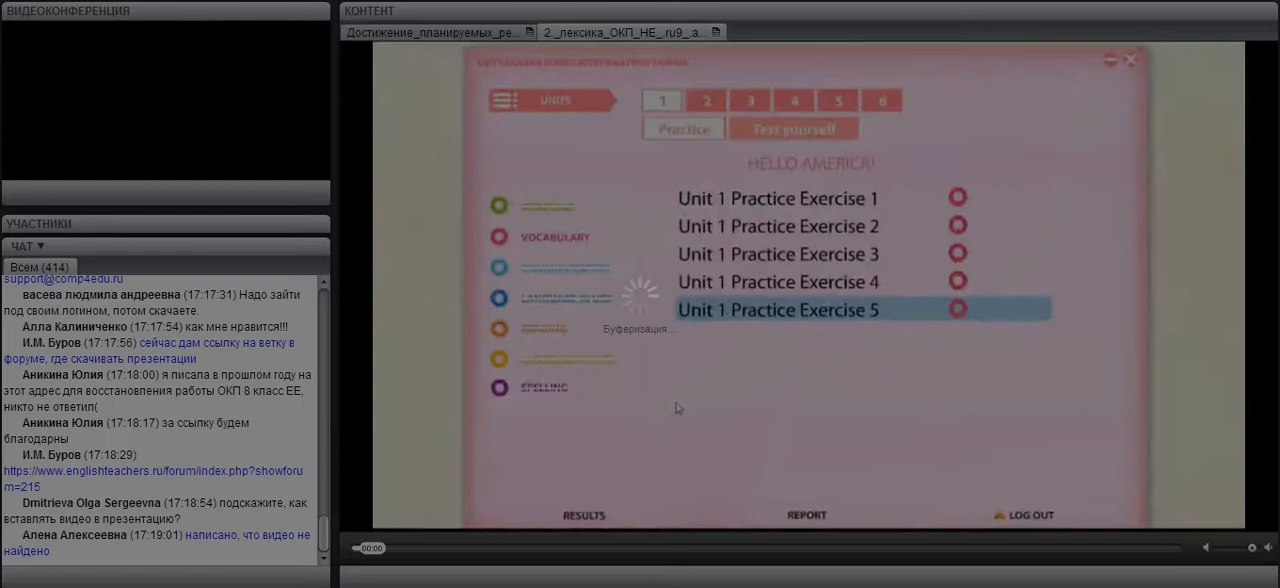 ВИДЕОКОНФЕРЕНЦИЯ
УЧАСТНИКИ
ЧАТ ▼
Всем (414)
support@comp4edu.ru
васева людмила андреевна (17:17:31) Надо зайти
под своим логином, потом скачаете.
Алла Калиниченко (17:17:54) как мне нравится!!!
И.М. Буров (17:17:56) сейчас дам ссылку на ветку в
форуме, где скачивать презентации
Аникина Юлия (17:18:00) я писала в прошлом году на
этот адрес для восстановления работы ОКП 8 класс ЕЕ,
никто не ответил(
Аникина Юлия (17:18:17) за ссылку будем
благодарны
И.М. Буров (17:18:29)
https://www.englishteachers.ru/forum/index.php?showforu
m=215
Dmitrieva Olga Sergeevna (17:18:54) подскажите, как
вставлять видео в презентацию?
Алена Алексеевна (17:19:01) написано, что видео не
найдено
КОНТЕНТ
Достижение_планируемых_ре...
2._лексика_ОКП_НЕ_.ru9_ а...
UNITS
1 2 3 4 5 6
Practice Test yourself
HELLO AMERICA!
VOCABULARY
SPELLING
Unit 1 Practice Exercise 1
Unit 1 Practice Exercise 2
Unit 1 Practice Exercise 3
Unit 1 Practice Exercise 4
Unit 1 Practice Exercise 5
Буферизация...
RESULTS
REPORT
LOG OUT
00:00